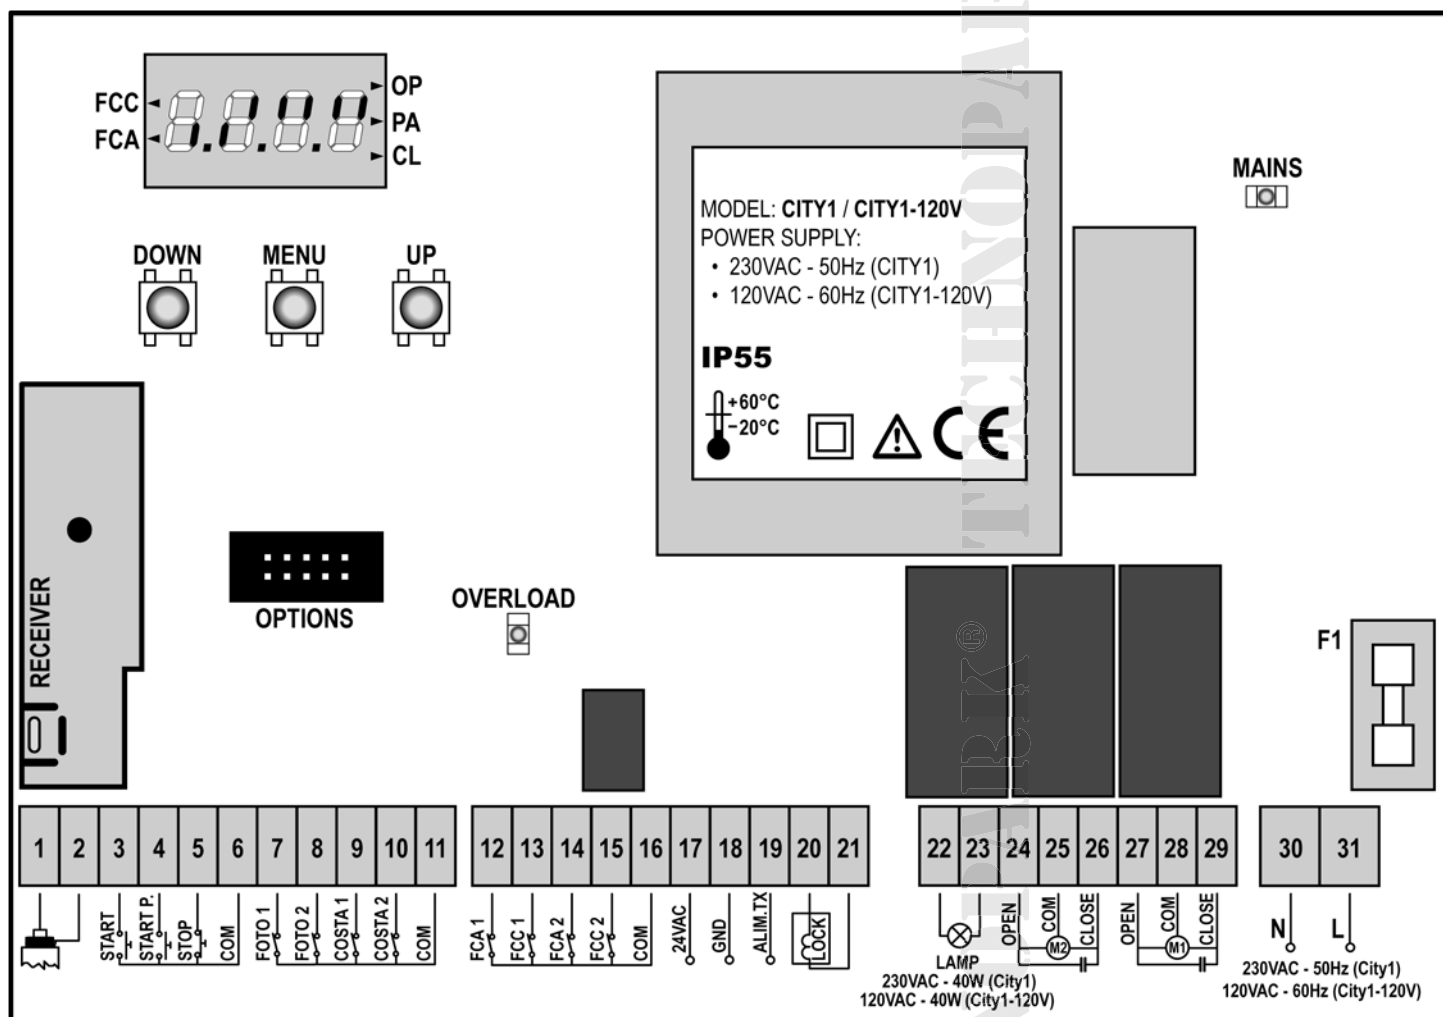 FCC
FCA
OP
PA
CL
DOWN
MENU
UP
MODEL: CITY1 / CITY1-120V
POWER SUPPLY:
• 230VAC - 50Hz (CITY1)
• 120VAC - 60Hz (CITY1-120V)
IP55
+60°C
-20°C
CE
MAINS
RECEIVER
OPTIONS
OVERLOAD
F1
1 2 3 4 5 6 7 8 9 10 11
12 13 14 15 16 17 18 19 20 21
22 23 24 25 26 27 28 29
30 31
START
START P.
STOP
COM
FOTO 1
FOTO 2
COSTA 1
COSTA 2
COM
FCA 1
FCC 1
FCA 2
FCC 2
COM
24VAC
GND
ALIM.TX
LOCK
LAMP
230VAC - 40W (City1)
120VAC - 40W (City1-120V)
OPEN
COM
CLOSE
M2
OPEN
COM
CLOSE
M1
N
L
230VAC - 50Hz (City1)
120VAC - 60Hz (City1-120V)
TECHNOPARK®